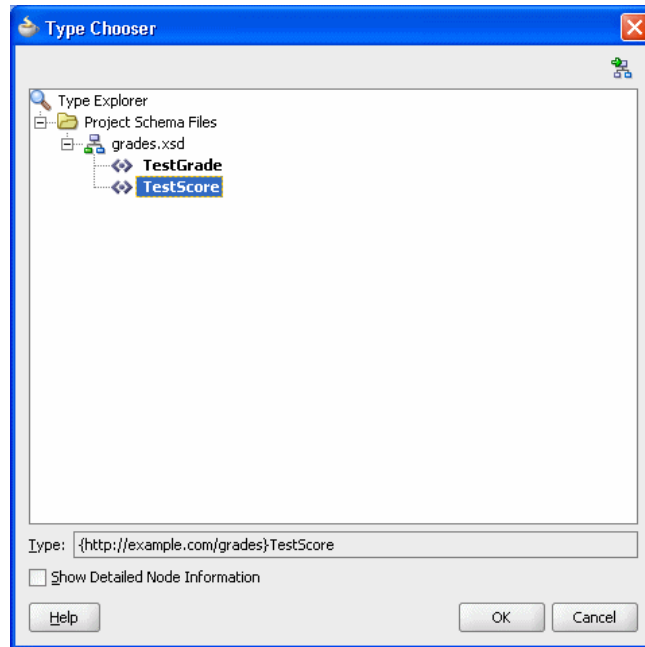 Type Chooser
Type Explorer
Project Schema Files
grades.xsd
TestGrade
TestScore
Type: {http://example.com/grades}TestScore
Show Detailed Node Information
Help OK Cancel